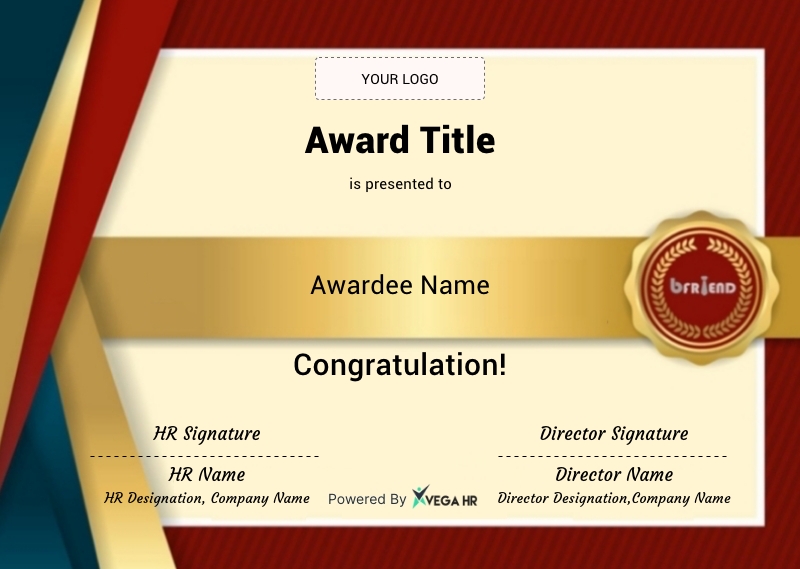 YOUR LOGO
Award Title
is presented to
Awardee Name
bFRIEND
Congratulation!
HR Signature
Director Signature
HR Name
Director Name
HR Designation, Company Name
Powered By VEGA HR
Director Designation,Company Name